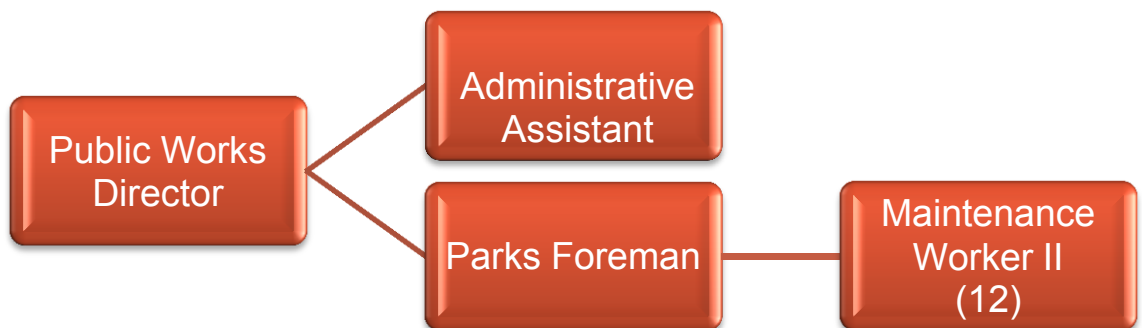 Public Works
Director
Administrative
Assistant
Parks Foreman
Maintenance
Worker II
(12)